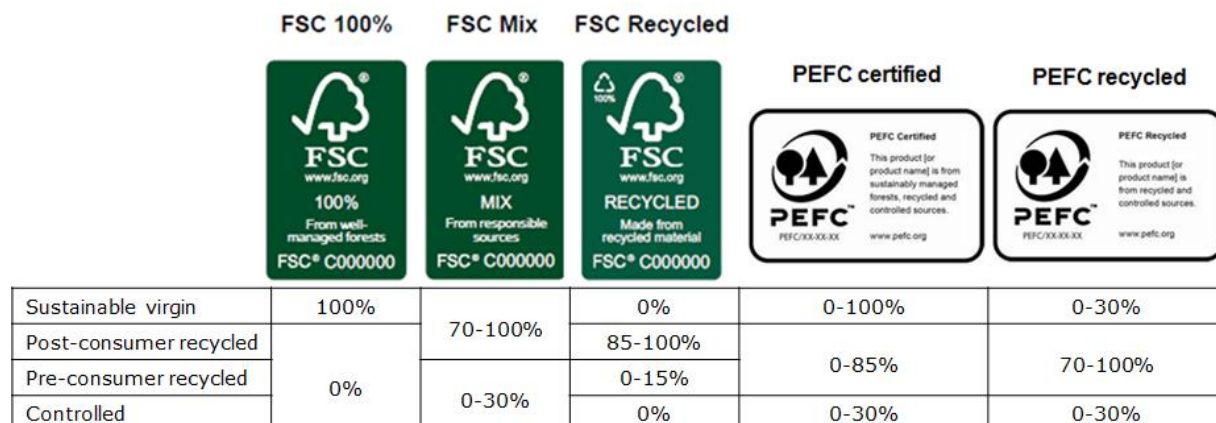 FSC 100%
FSC Mix
FSC Recycled
PEFC certified
PEFC recycled
®
FSC
www.fsc.org
100%
From well-
managed forests
FSC® C000000
®
FSC
www.fsc.org
MIX
From responsible
sources
FSC® C000000
100%
®
FSC
www.fsc.org
RECYCLED
Made from
recycled material
FSC® C000000
PEFC™
PEFC/XX-XX-XX
PEFC Certified
This product [or
product name] is from
sustainably managed
forests, recycled and
controlled sources.
www.pefc.org
PEFC™
PEFC/XX-XX-XX
PEFC Recycled
This product [or
product name] is
from recycled and
controlled sources.
www.pefc.org
Sustainable virgin 100% 70-100% 0% 0-100% 0-30%
Post-consumer recycled 0% 85-100% 0-85% 70-100%
Pre-consumer recycled 0-30% 0-15%
Controlled 0% 0-30% 0-30%